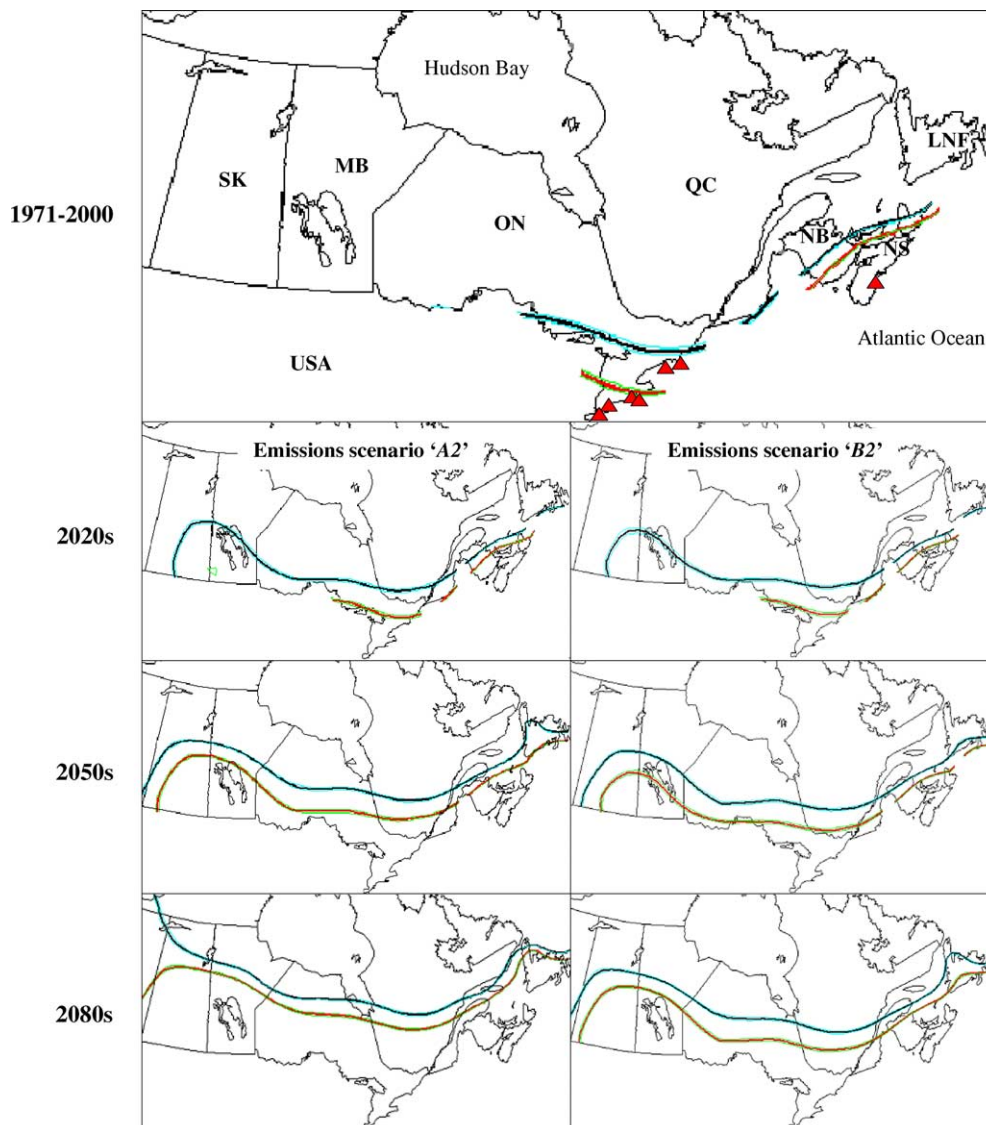 Hudson Bay
LNF
MB
SK
QC
1971-2000
ON
NB
NS
Atlantic Ocean
USA
Emissions scenario ‘A2’
Emissions scenario ‘B2’
2020s
2050s
2080s